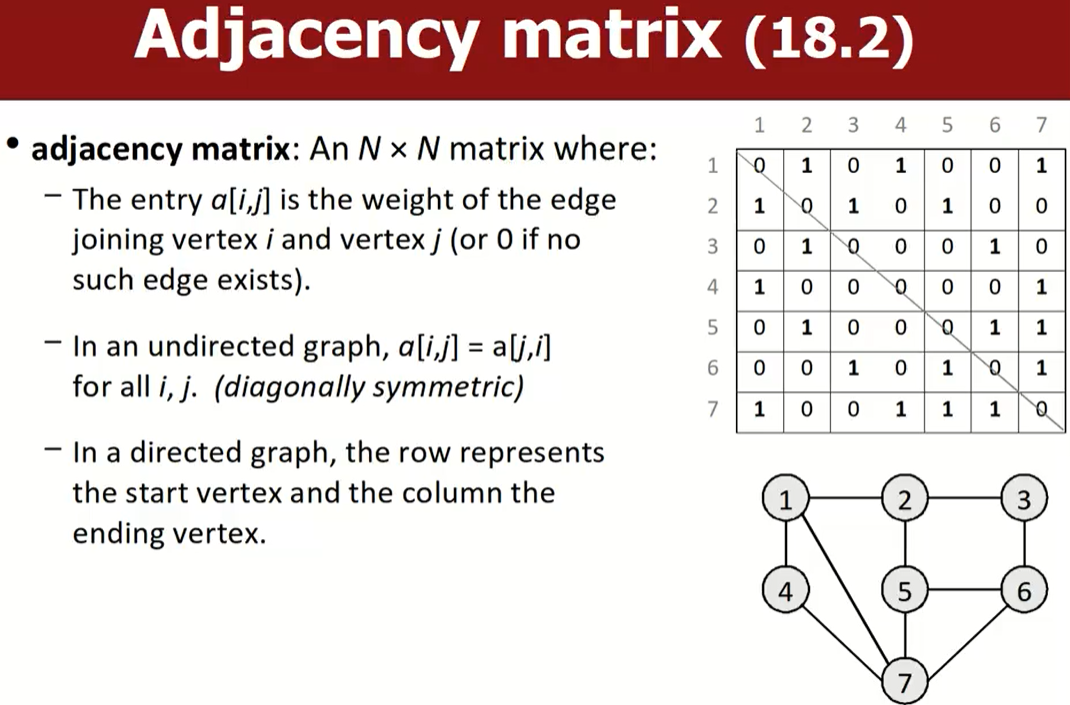 Adjacency matrix (18.2)
• adjacency matrix: An N × N matrix where:
– The entry a[i,j] is the weight of the edge
joining vertex i and vertex j (or 0 if no
such edge exists).
– In an undirected graph, a[i,j] = a[j,i]
for all i, j. (diagonally symmetric)
– In a directed graph, the row represents
the start vertex and the column the
ending vertex.
1 2 3 4 5 6 7
1 0 1 0 1 0 0 1
2 1 0 1 0 1 0 0
3 0 1 0 0 0 1 0
4 1 0 0 0 0 0 1
5 0 1 0 0 0 1 1
6 0 0 1 0 1 0 1
7 1 0 0 1 1 1 0
1 2 3
4 5 6
7